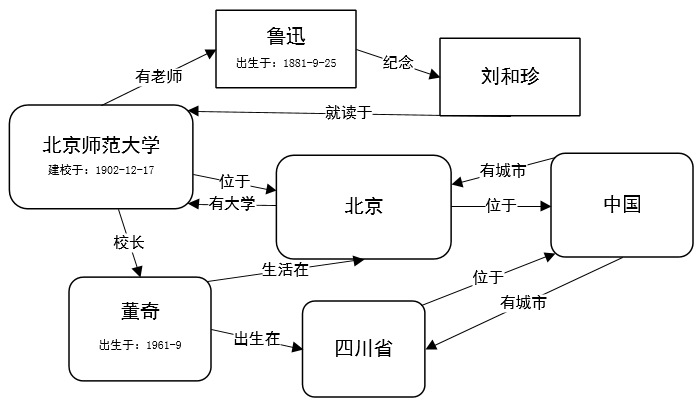 鲁迅
出生于：1881-9-25
纪念
刘和珍
有老师
就读于
北京师范大学
建校于：1902-12-17
位于
有大学
北京
有城市
位于
中国
校长
生活在
董奇
出生于：1961-9
出生在
四川省
位于
有城市